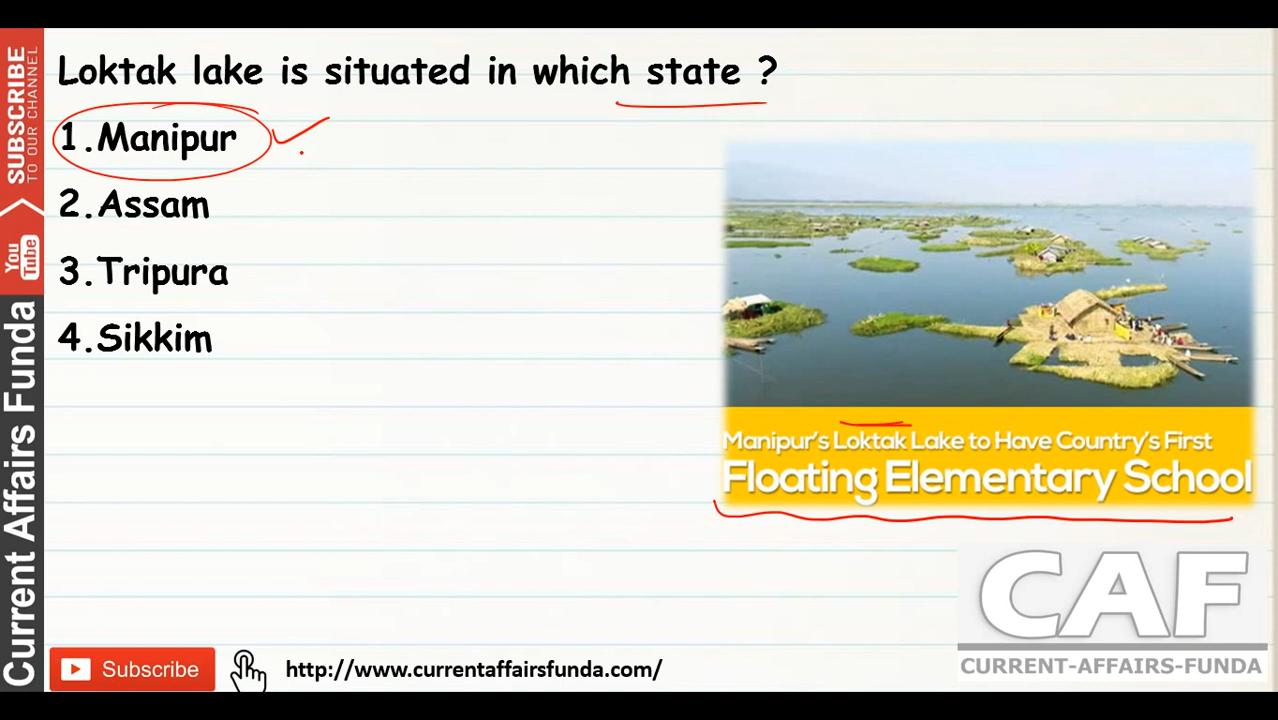 Loktak lake is situated in which state ?
1.Manipur
2.Assam
3.Tripura
4.Sikkim
Manipur's Loktak Lake to Have Country's First
Floating Elementary School
SUBSCRIBE
TO OUR CHANNEL
You
Tube
Current Affairs Funda
CAF
CURRENT-AFFAIRS-FUNDA
Subscribe
http://www.currentaffairsfunda.com/